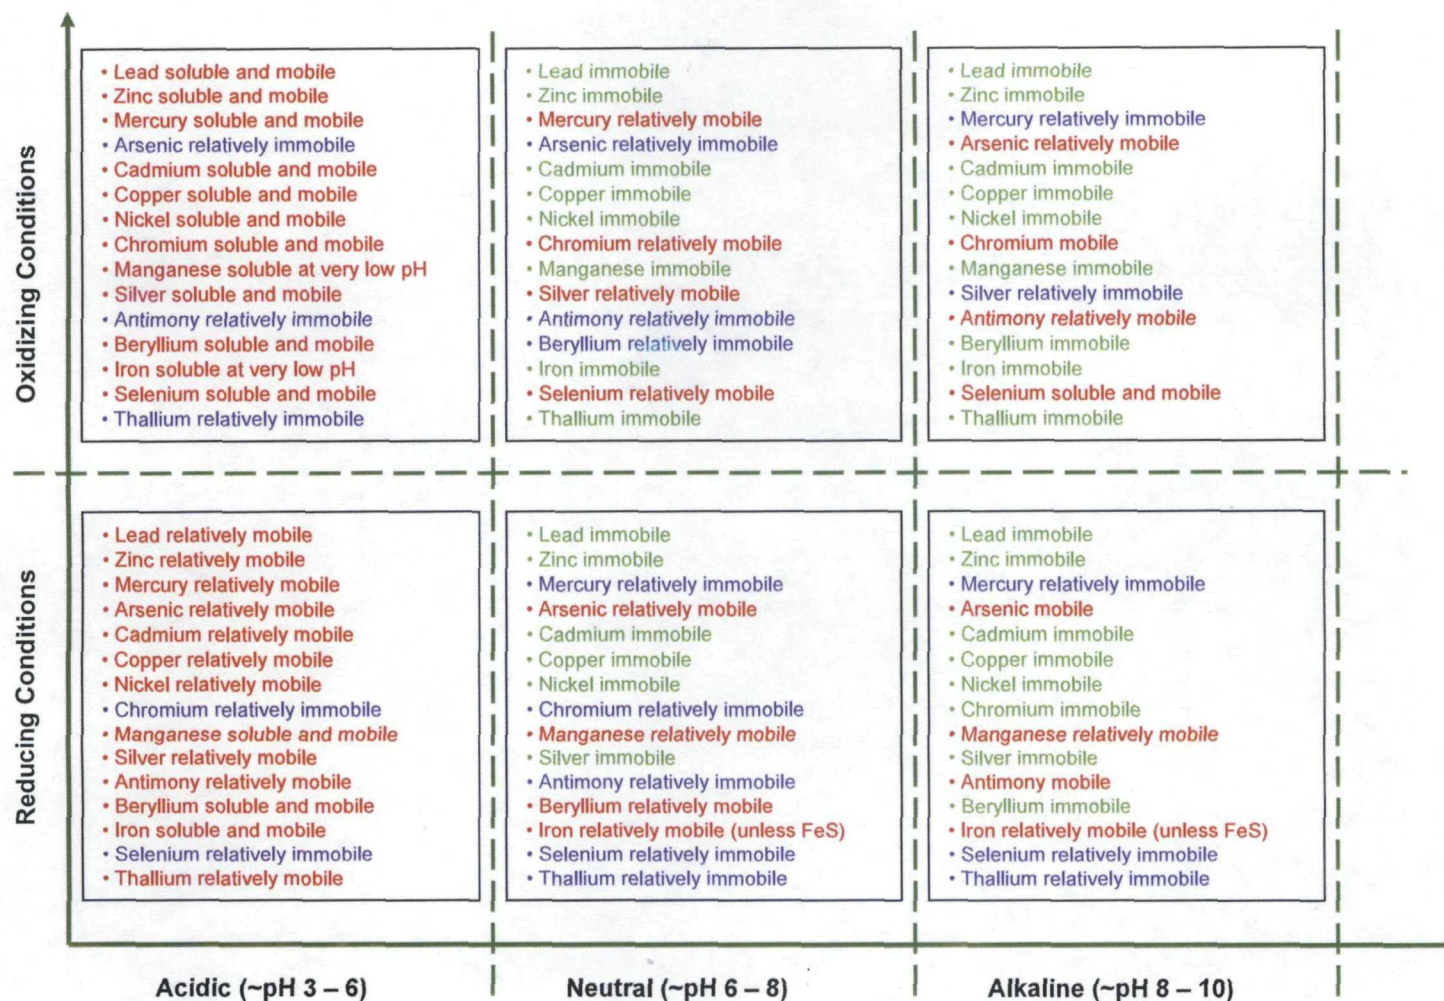 Oxidizing Conditions
• Lead soluble and mobile
• Zinc soluble and mobile
• Mercury soluble and mobile
• Arsenic relatively immobile
• Cadmium soluble and mobile
• Copper soluble and mobile
• Nickel soluble and mobile
• Chromium soluble and mobile
• Manganese soluble at very low pH
• Silver soluble and mobile
• Antimony relatively immobile
• Beryllium soluble and mobile
• Iron soluble at very low pH
• Selenium soluble and mobile
• Thallium relatively immobile
• Lead immobile
• Zinc immobile
• Mercury relatively mobile
• Arsenic relatively immobile
• Cadmium immobile
• Copper immobile
• Nickel immobile
• Chromium relatively mobile
• Manganese immobile
• Silver relatively mobile
• Antimony relatively immobile
• Beryllium relatively immobile
• Iron immobile
• Selenium relatively mobile
• Thallium immobile
• Lead immobile
• Zinc immobile
• Mercury relatively immobile
• Arsenic relatively mobile
• Cadmium immobile
• Copper immobile
• Nickel immobile
• Chromium mobile
• Manganese immobile
• Silver relatively immobile
• Antimony relatively mobile
• Beryllium immobile
• Iron immobile
• Selenium soluble and mobile
• Thallium immobile
Reducing Conditions
• Lead relatively mobile
• Zinc relatively mobile
• Mercury relatively mobile
• Arsenic relatively mobile
• Cadmium relatively mobile
• Copper relatively mobile
• Nickel relatively mobile
• Chromium relatively immobile
• Manganese soluble and mobile
• Silver relatively mobile
• Antimony relatively mobile
• Beryllium soluble and mobile
• Iron soluble and mobile
• Selenium relatively immobile
• Thallium relatively mobile
• Lead immobile
• Zinc immobile
• Mercury relatively immobile
• Arsenic relatively mobile
• Cadmium immobile
• Copper immobile
• Nickel immobile
• Chromium relatively immobile
• Manganese relatively mobile
• Silver immobile
• Antimony relatively immobile
• Beryllium relatively mobile
• Iron relatively mobile (unless FeS)
• Selenium relatively immobile
• Thallium relatively immobile
• Lead immobile
• Zinc immobile
• Mercury relatively immobile
• Arsenic mobile
• Cadmium immobile
• Copper immobile
• Nickel immobile
• Chromium immobile
• Manganese relatively mobile
• Silver immobile
• Antimony mobile
• Beryllium immobile
• Iron relatively mobile (unless FeS)
• Selenium relatively immobile
• Thallium relatively immobile
Acidic (~pH 3 – 6)
Neutral (~pH 6 – 8)
Alkaline (~pH 8 – 10)